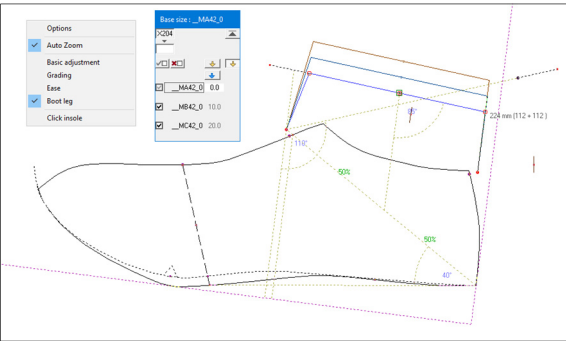 Options
Auto Zoom
Basic adjustment
Grading
Ease
Boot leg
Click insole
Base size : __MA42_0
X204
__MA42_0 0.0
__MB42_0 10.0
__MC42_0 20.0
224 mm (112 + 112 )
110°
50%
50%
40°